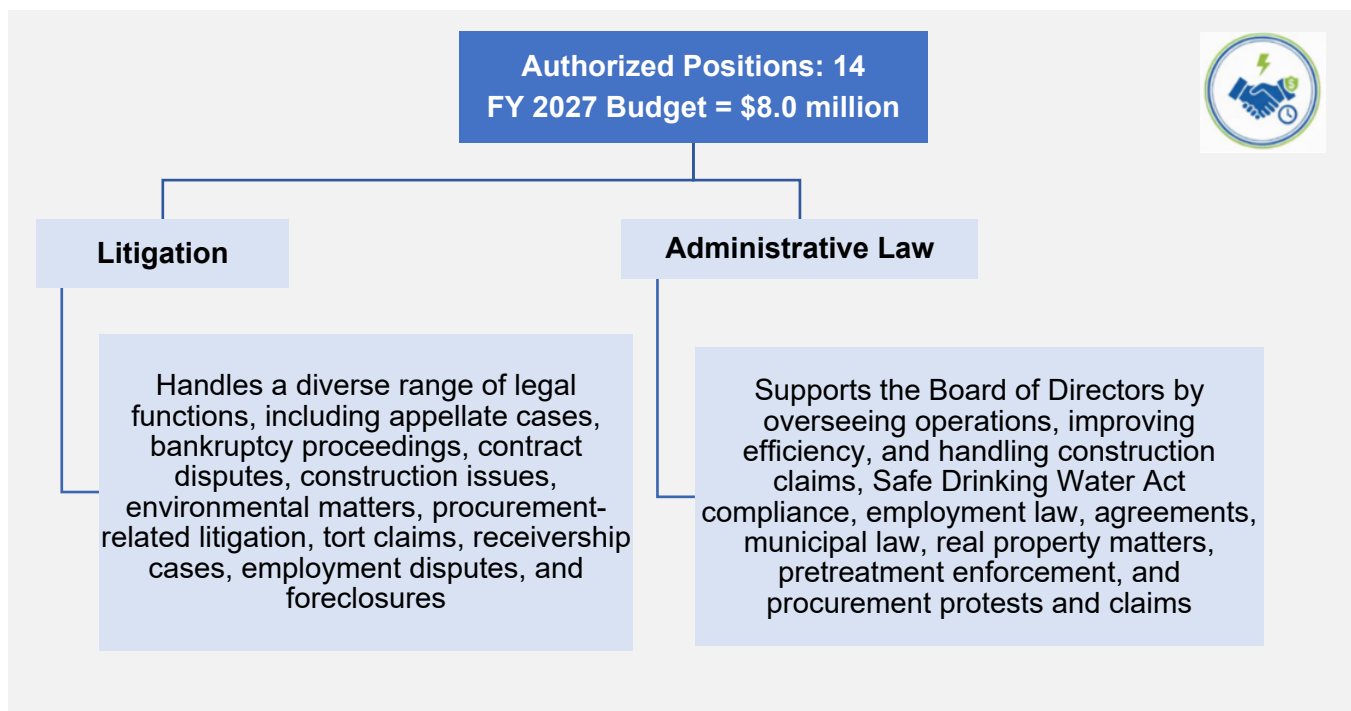 Authorized Positions: 14
FY 2027 Budget = $8.0 million
Litigation
Administrative Law
Handles a diverse range of legal
functions, including appellate cases,
bankruptcy proceedings, contract
disputes, construction issues,
environmental matters, procurement-
related litigation, tort claims, receivership
cases, employment disputes, and
foreclosures
Supports the Board of Directors by
overseeing operations, improving
efficiency, and handling construction
claims, Safe Drinking Water Act
compliance, employment law, agreements,
municipal law, real property matters,
pretreatment enforcement, and
procurement protests and claims